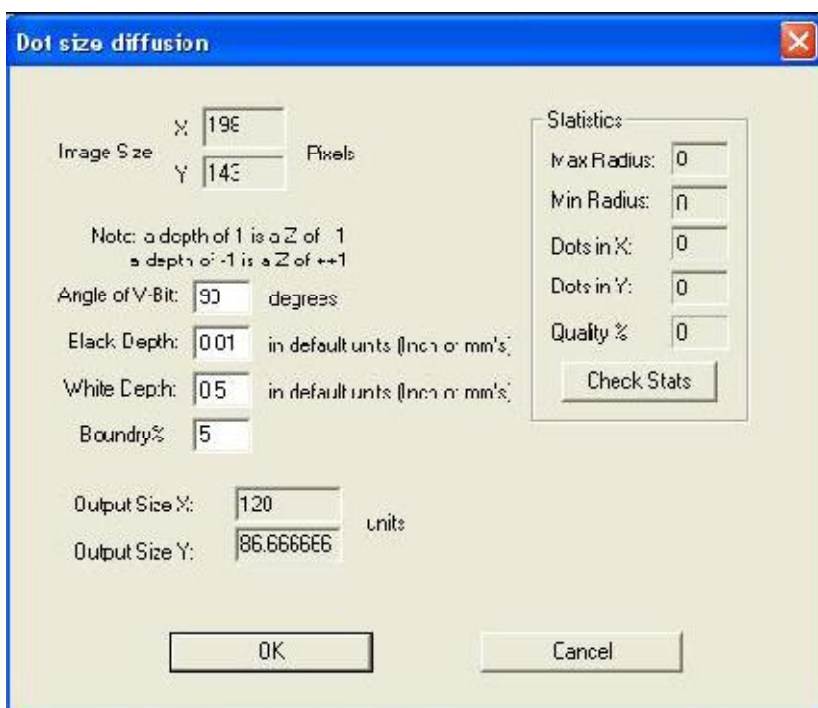 Dot size diffusion
Image Size X 198
Y 143 Pixels
Note: a depth of 1 is a Z of -1
a depth of -1 is a Z of ++1
Angle of V-Bit: 90 degrees
Black Depth: 0.01 in default units (Inch or mm's)
White Depth: 0.5 in default units (Inch or mm's)
Boundry% 5
Output Size X: 120
Output Size Y: 86.666666 units
Statistics
Max Radius: 0
Min Radius: 0
Dots in X: 0
Dots in Y: 0
Quality % 0
Check Stats
OK
Cancel